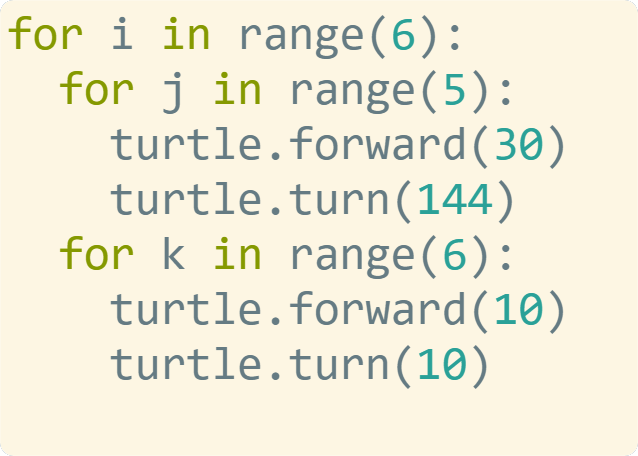 for i in range(6):
  for j in range(5):
    turtle.forward(30)
    turtle.turn(144)
  for k in range(6):
    turtle.forward(10)
    turtle.turn(10)